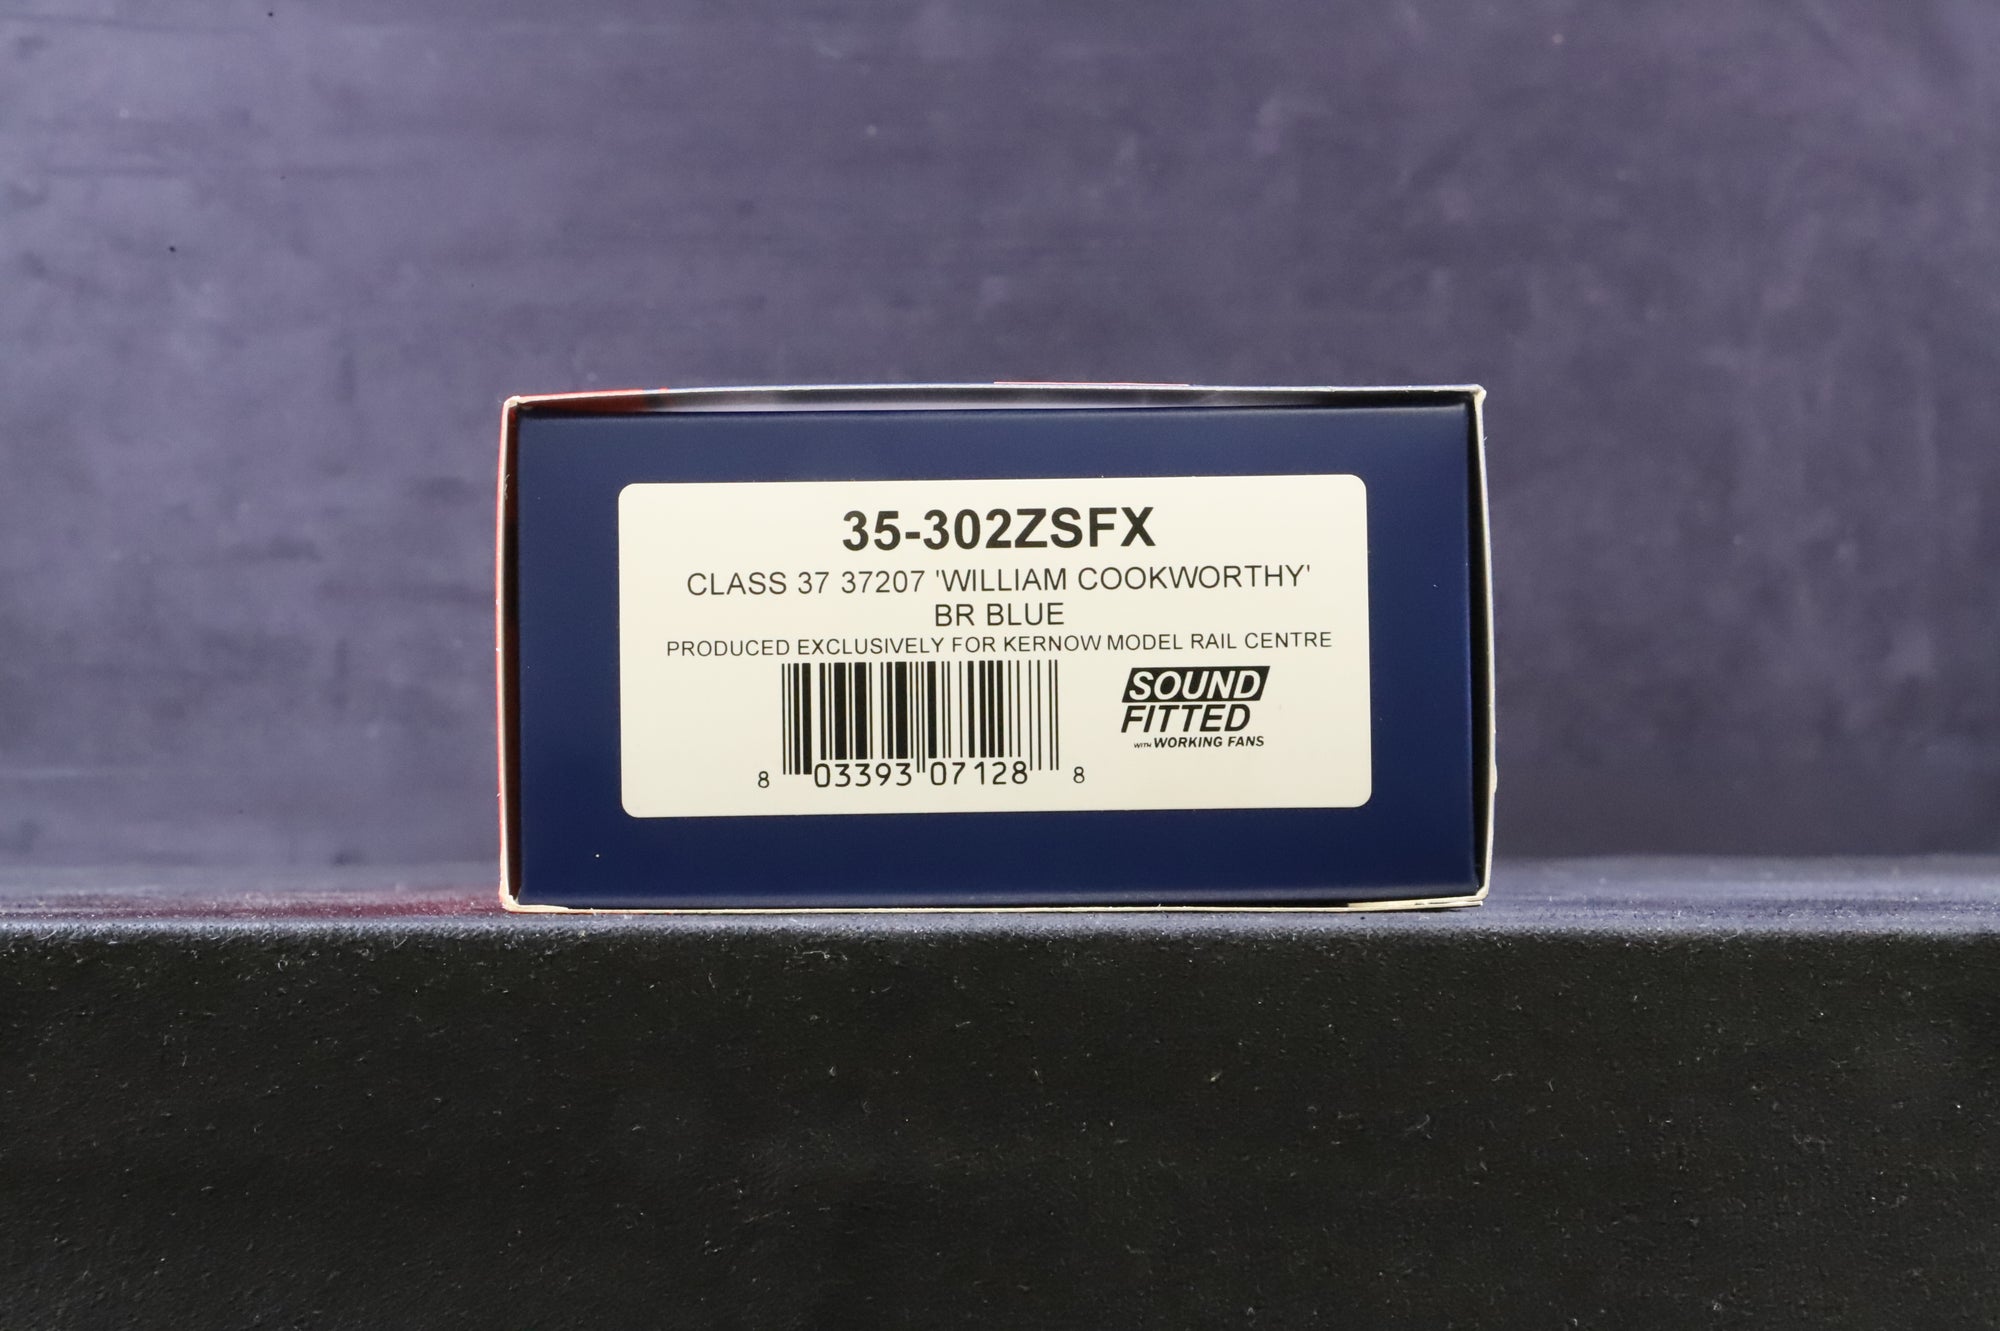 35-302ZSFX
CLASS 37 37207 'WILLIAM COOKWORTHY'
BR BLUE
PRODUCED EXCLUSIVELY FOR KERNOW MODEL RAIL CENTRE
SOUND
FITTED
WITH WORKING FANS
8 03393 07128 8